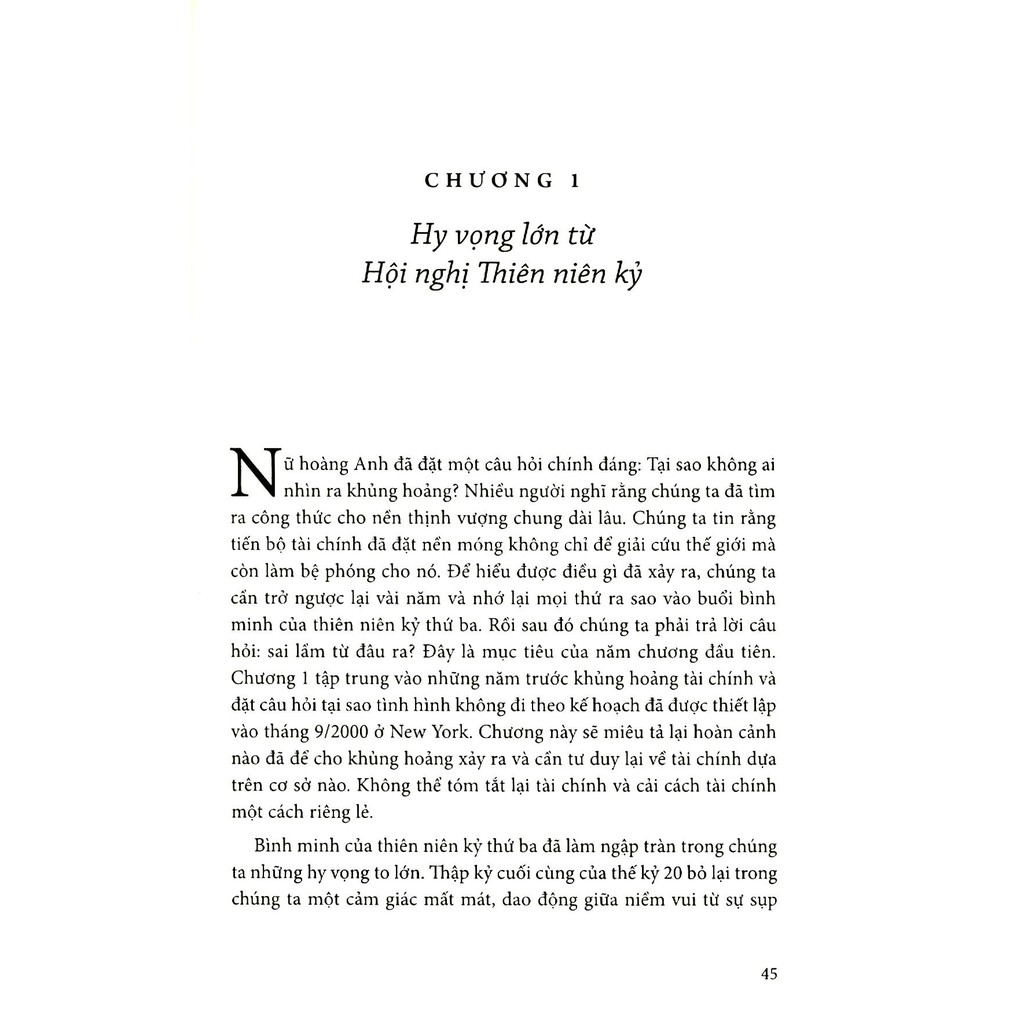 CHƯƠNG 1
Hy vọng lớn từ
Hội nghị Thiên niên kỷ
Nữ hoàng Anh đã đặt một câu hỏi chính đáng: Tại sao không ai
nhìn ra khủng hoảng? Nhiều người nghĩ rằng chúng ta đã tìm
ra công thức cho nền thịnh vượng chung dài lâu. Chúng ta tin rằng
tiến bộ tài chính đã đặt nền móng không chỉ để giải cứu thế giới mà
còn làm bệ phóng cho nó. Để hiểu được điều gì đã xảy ra, chúng ta
cần trở ngược lại vài năm và nhớ lại mọi thứ ra sao vào buổi bình
minh của thiên niên kỷ thứ ba. Rồi sau đó chúng ta phải trả lời câu
hỏi: sai lầm từ đâu ra? Đây là mục tiêu của năm chương đầu tiên.
Chương 1 tập trung vào những năm trước khủng hoảng tài chính và
đặt câu hỏi tại sao tình hình không đi theo kế hoạch đã được thiết lập
vào tháng 9/2000 ở New York. Chương này sẽ miêu tả lại hoàn cảnh
nào đã để cho khủng hoảng xảy ra và cần tư duy lại về tài chính dựa
trên cơ sở nào. Không thể tóm tắt lại tài chính và cải cách tài chính
một cách riêng lẻ.
Bình minh của thiên niên kỷ thứ ba đã làm ngập tràn trong chúng
ta những hy vọng to lớn. Thập kỷ cuối cùng của thế kỷ 20 bỏ lại trong
chúng ta một cảm giác mất mát, dao động giữa niềm vui từ sự sụp
45